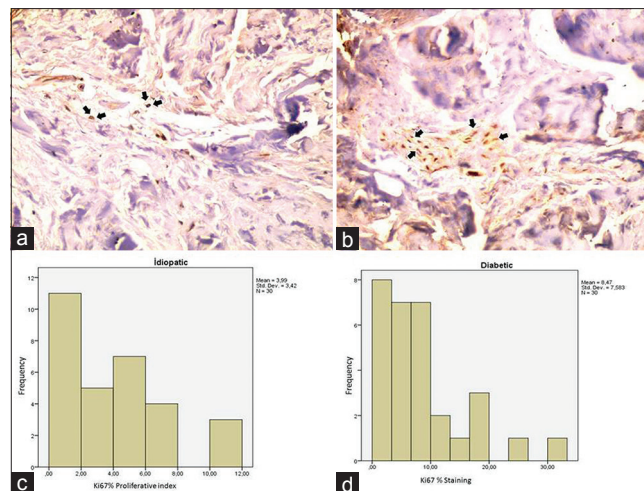 a
b
İdiopatic
Mean = 3,99
Std. Dev. = 3,42
N = 30
Frequency
12
10
8
6
4
2
0
,00 2,00 4,00 6,00 8,00 10,00 12,00
Ki67% Proliferative index
c
Diabetic
Mean = 8,47
Std. Dev. = 7,583
N = 30
Frequency
8
6
4
2
0
,00 10,00 20,00 30,00
Ki67 % Staining
d